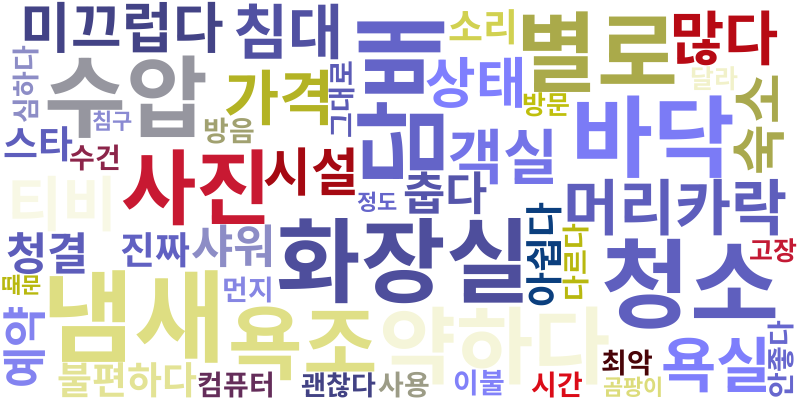 미끄럽다
침대
담배
소리
별로
많다
심하다
수압
가격
그대로
상태
방문
달라
숙소
침구
방음
스타
수건
사진
시설
객실
바닥
티비
정도
춥다
머리카락
청결
진짜
샤워
화장실
아쉽다
다르다
청소
고장
때문
냄새
먼지
예약
욕조
약하다
욕실
안좋다
불편하다
컴퓨터
괜찮다
사용
이불
시간
최악
곰팡이